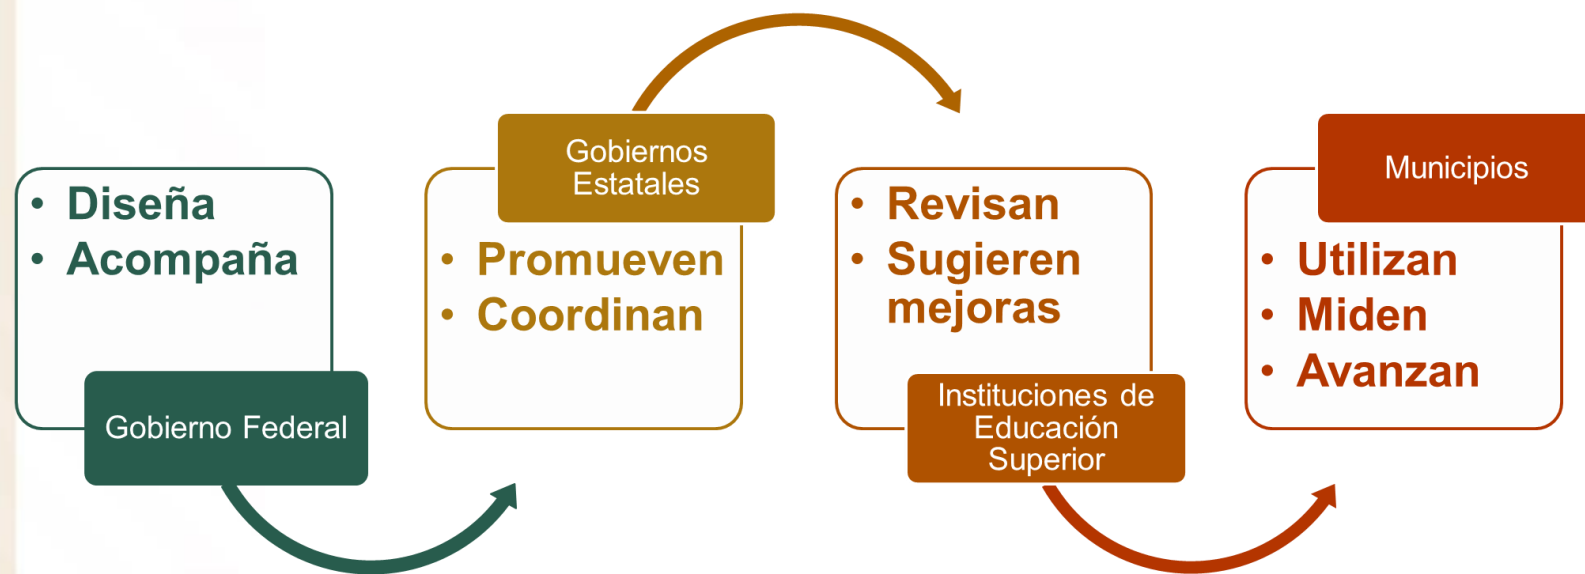 • Diseña
• Acompaña
Gobierno Federal
Gobiernos
Estatales
• Promueven
• Coordinan
• Revisan
• Sugieren
mejoras
Instituciones de
Educación
Superior
Municipios
• Utilizan
• Miden
• Avanzan